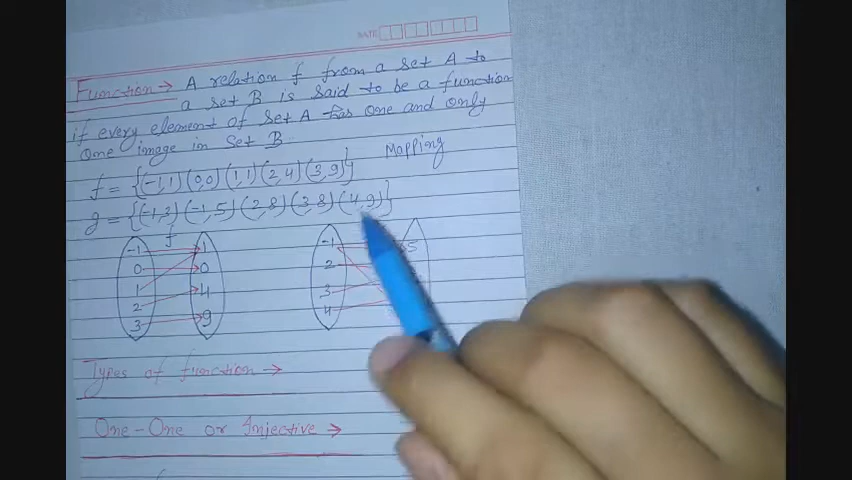 DATE
Function → A relation f from a set A to
a set B is said to be a function
if every element of set A has one and only
one image in set B.
f = {(-1,1) (0,0) (1,1) (2,4) (3,9)}
Mapping
g = {(-1,2) (-1,5) (2,8) (3,8) (4,9)}
f
-1 1
0 0
1 4
2 9
3
-1 5
2
3
4
Types of function →
One-One or Injective →